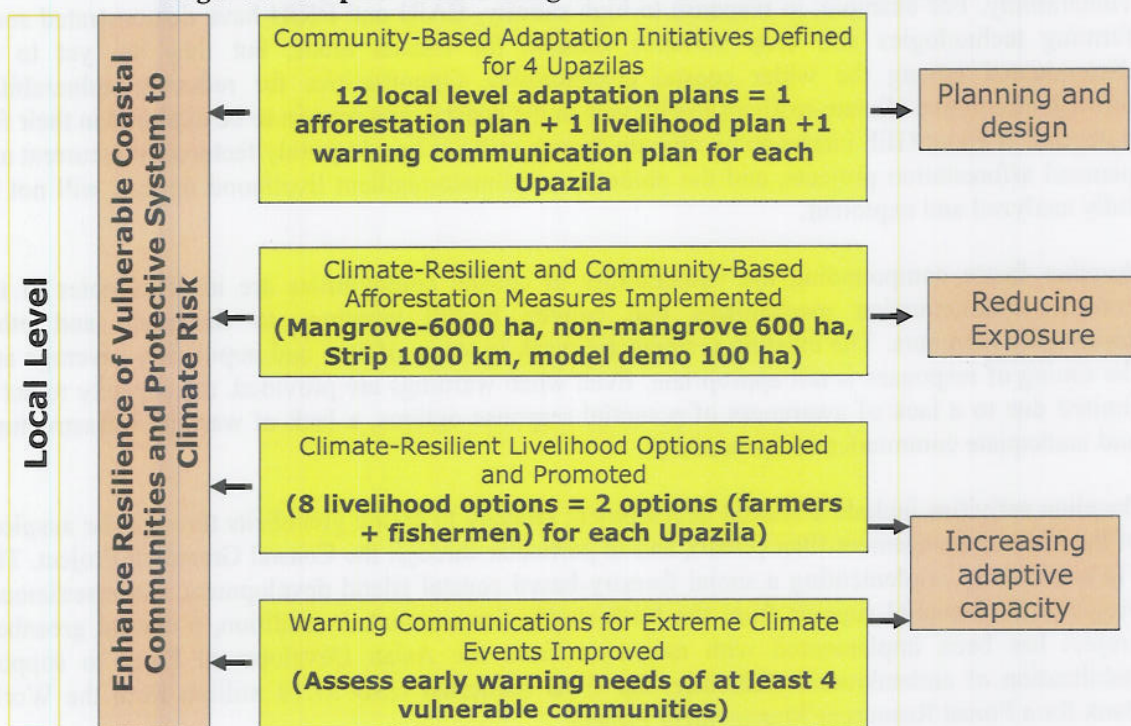 Local Level
Enhance Resilience of Vulnerable Coastal
Communities and Protective System to
Climate Risk
Community-Based Adaptation Initiatives Defined
for 4 Upazilas
12 local level adaptation plans = 1
afforestation plan + 1 livelihood plan +1
warning communication plan for each
Upazila
Planning and
design
Climate-Resilient and Community-Based
Afforestation Measures Implemented
(Mangrove-6000 ha, non-mangrove 600 ha,
Strip 1000 km, model demo 100 ha)
Reducing
Exposure
Climate-Resilient Livelihood Options Enabled
and Promoted
(8 livelihood options = 2 options (farmers
+ fishermen) for each Upazila)
Increasing
adaptive
capacity
Warning Communications for Extreme Climate
Events Improved
(Assess early warning needs of at least 4
vulnerable communities)